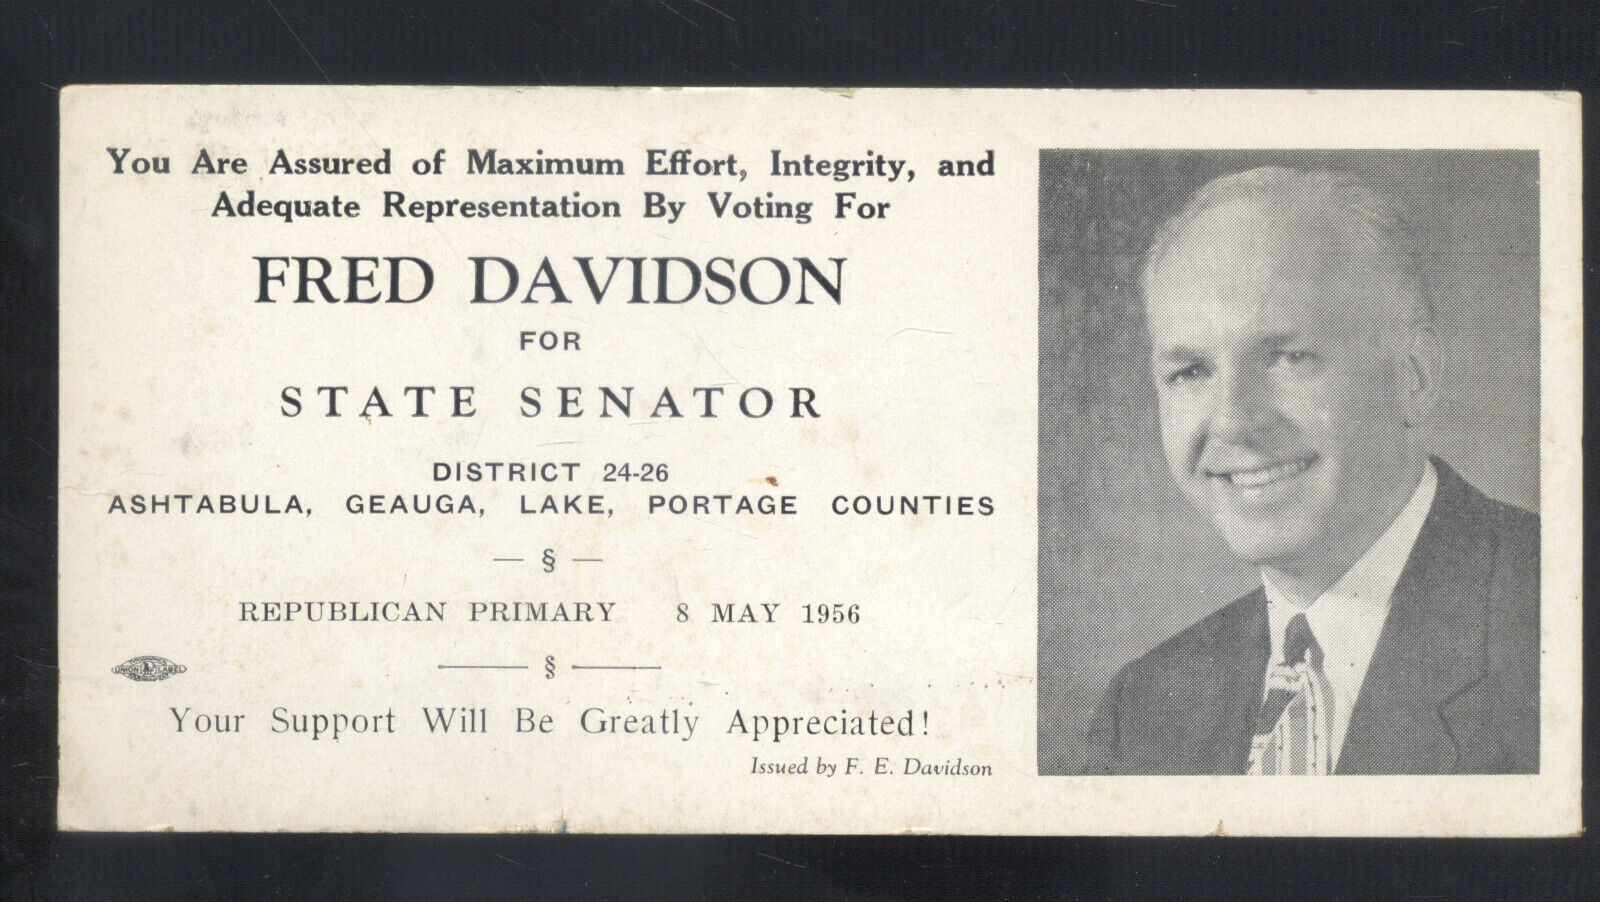 You Are Assured of Maximum Effort, Integrity, and
Adequate Representation By Voting For
FRED DAVIDSON
FOR
STATE SENATOR
DISTRICT 24-26
ASHTABULA, GEAUGA, LAKE, PORTAGE COUNTIES
— § —
REPUBLICAN PRIMARY 8 MAY 1956
— § —
UNION LABEL
Your Support Will Be Greatly Appreciated!
Issued by F. E. Davidson